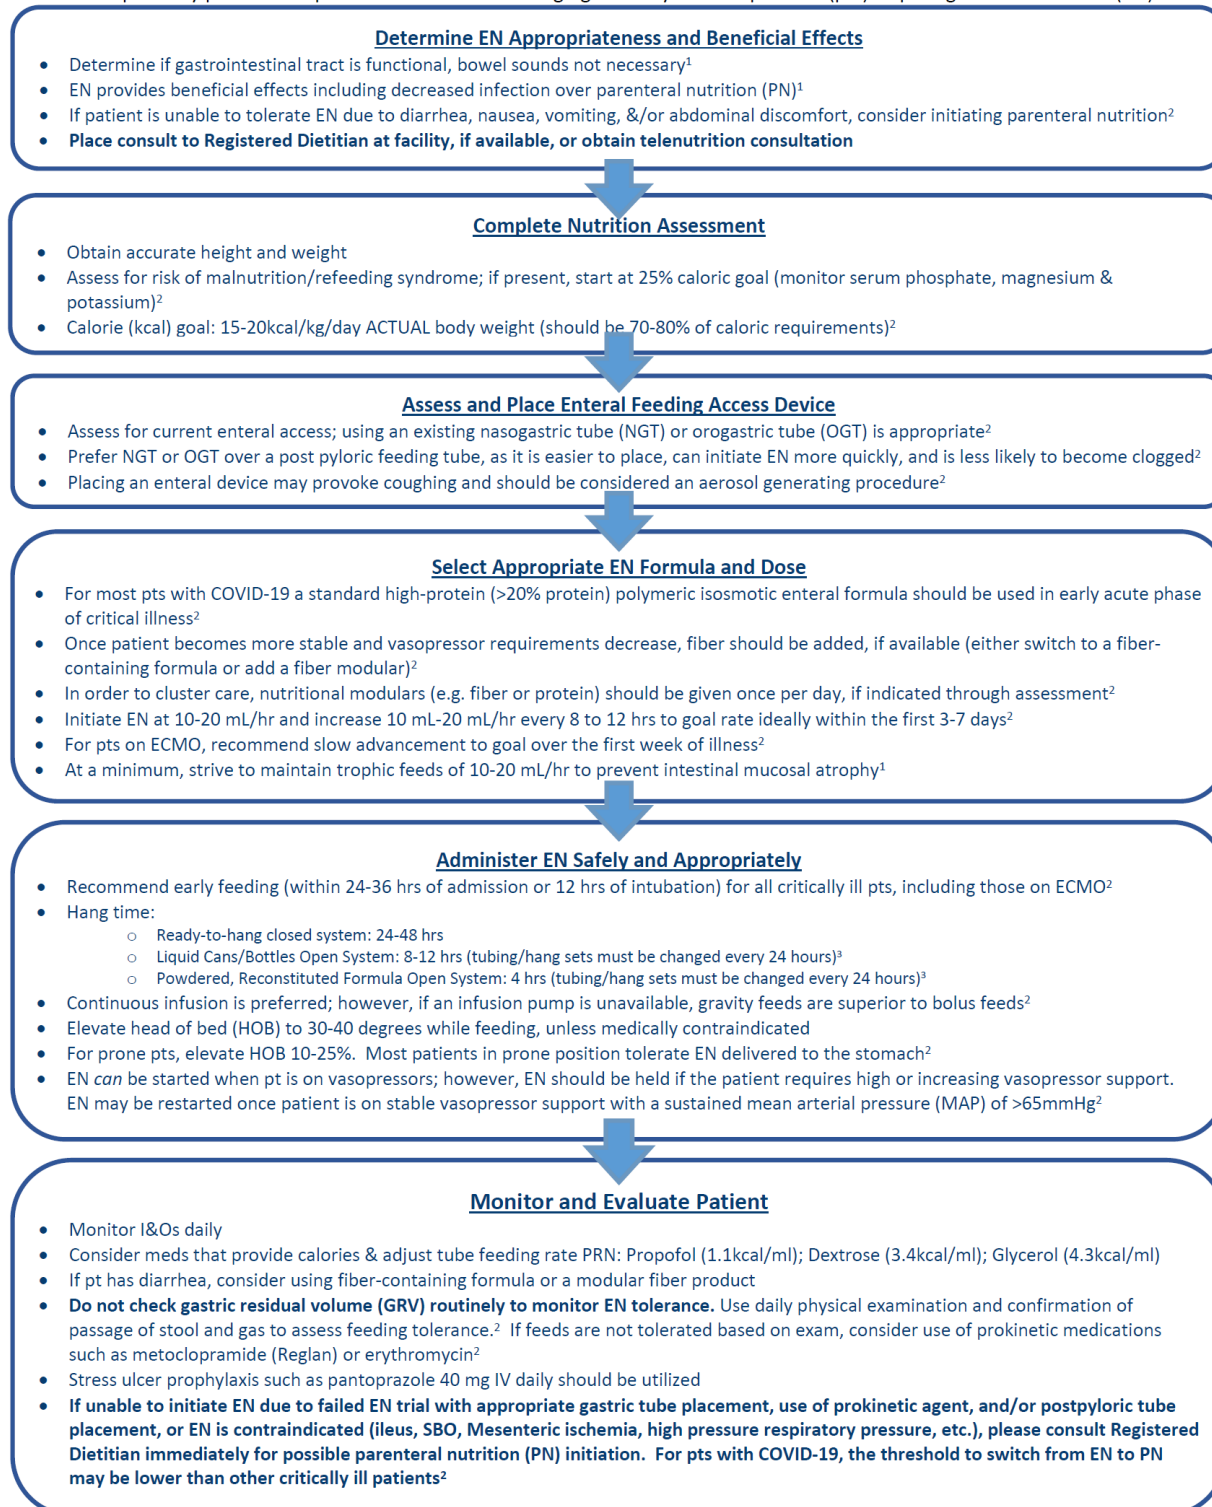 Determine EN Appropriateness and Beneficial Effects
• Determine if gastrointestinal tract is functional, bowel sounds not necessary¹
• EN provides beneficial effects including decreased infection over parenteral nutrition (PN)¹
• If patient is unable to tolerate EN due to diarrhea, nausea, vomiting, &/or abdominal discomfort, consider initiating parenteral nutrition²
• Place consult to Registered Dietitian at facility, if available, or obtain telenutrition consultation
Complete Nutrition Assessment
• Obtain accurate height and weight
• Assess for risk of malnutrition/refeeding syndrome; if present, start at 25% caloric goal (monitor serum phosphate, magnesium &
potassium)²
• Calorie (kcal) goal: 15-20kcal/kg/day ACTUAL body weight (should be 70-80% of caloric requirements)²
Assess and Place Enteral Feeding Access Device
• Assess for current enteral access; using an existing nasogastric tube (NGT) or orogastric tube (OGT) is appropriate²
• Prefer NGT or OGT over a post pyloric feeding tube, as it is easier to place, can initiate EN more quickly, and is less likely to become clogged²
• Placing an enteral device may provoke coughing and should be considered an aerosol generating procedure²
Select Appropriate EN Formula and Dose
• For most pts with COVID-19 a standard high-protein (>20% protein) polymeric isosmotic enteral formula should be used in early acute phase
of critical illness²
• Once patient becomes more stable and vasopressor requirements decrease, fiber should be added, if available (either switch to a fiber-
containing formula or add a fiber modular)²
• In order to cluster care, nutritional modulars (e.g. fiber or protein) should be given once per day, if indicated through assessment²
• Initiate EN at 10-20 mL/hr and increase 10 mL-20 mL/hr every 8 to 12 hrs to goal rate ideally within the first 3-7 days²
• For pts on ECMO, recommend slow advancement to goal over the first week of illness²
• At a minimum, strive to maintain trophic feeds of 10-20 mL/hr to prevent intestinal mucosal atrophy¹
Administer EN Safely and Appropriately
• Recommend early feeding (within 24-36 hrs of admission or 12 hrs of intubation) for all critically ill pts, including those on ECMO²
• Hang time:
○ Ready-to-hang closed system: 24-48 hrs
○ Liquid Cans/Bottles Open System: 8-12 hrs (tubing/hang sets must be changed every 24 hours)³
○ Powdered, Reconstituted Formula Open System: 4 hrs (tubing/hang sets must be changed every 24 hours)³
• Continuous infusion is preferred; however, if an infusion pump is unavailable, gravity feeds are superior to bolus feeds²
• Elevate head of bed (HOB) to 30-40 degrees while feeding, unless medically contraindicated
• For prone pts, elevate HOB 10-25%. Most patients in prone position tolerate EN delivered to the stomach²
• EN can be started when pt is on vasopressors; however, EN should be held if the patient requires high or increasing vasopressor support.
EN may be restarted once patient is on stable vasopressor support with a sustained mean arterial pressure (MAP) of >65mmHg²
Monitor and Evaluate Patient
• Monitor I&Os daily
• Consider meds that provide calories & adjust tube feeding rate PRN: Propofol (1.1kcal/ml); Dextrose (3.4kcal/ml); Glycerol (4.3kcal/ml)
• If pt has diarrhea, consider using fiber-containing formula or a modular fiber product
• Do not check gastric residual volume (GRV) routinely to monitor EN tolerance. Use daily physical examination and confirmation of
passage of stool and gas to assess feeding tolerance.² If feeds are not tolerated based on exam, consider use of prokinetic medications
such as metoclopramide (Reglan) or erythromycin²
• Stress ulcer prophylaxis such as pantoprazole 40 mg IV daily should be utilized
• If unable to initiate EN due to failed EN trial with appropriate gastric tube placement, use of prokinetic agent, and/or postpyloric tube
placement, or EN is contraindicated (ileus, SBO, Mesenteric ischemia, high pressure respiratory pressure, etc.), please consult Registered
Dietitian immediately for possible parenteral nutrition (PN) initiation. For pts with COVID-19, the threshold to switch from EN to PN
may be lower than other critically ill patients²